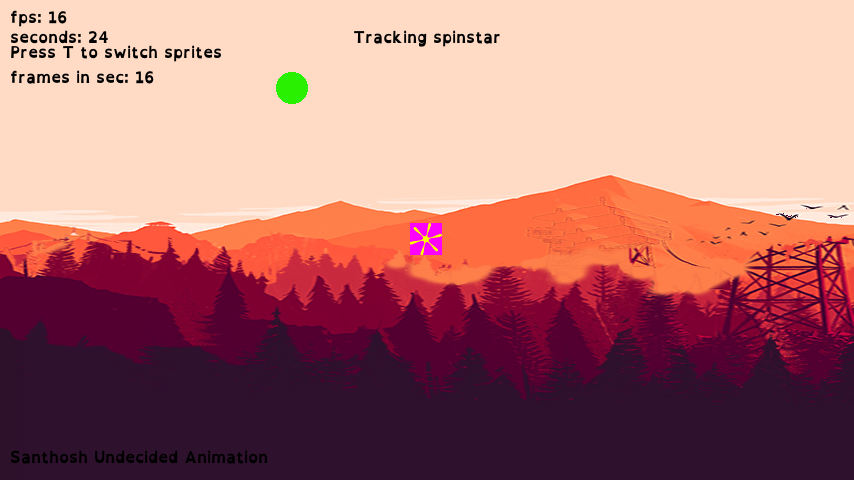 fps: 16
seconds: 24
Tracking spinstar
Press T to switch sprites
frames in sec: 16
Santhosh Undecided Animation